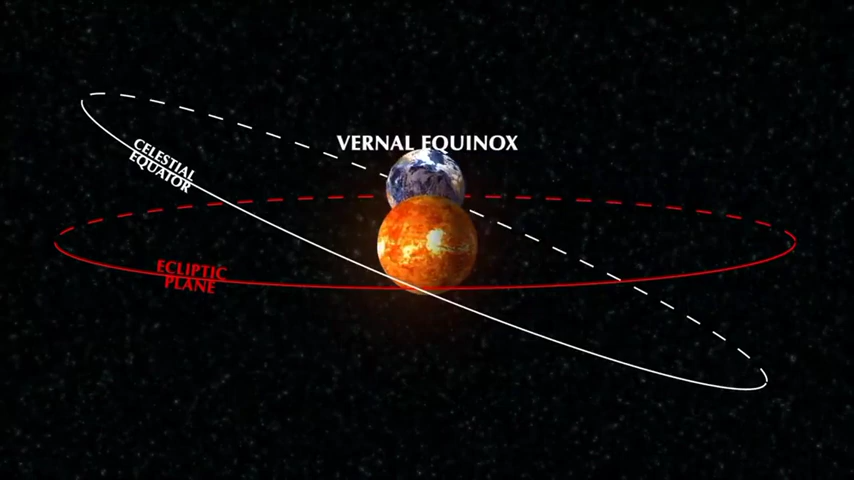 VERNAL EQUINOX
CELESTIAL
EQUATOR
ECLIPTIC
PLANE